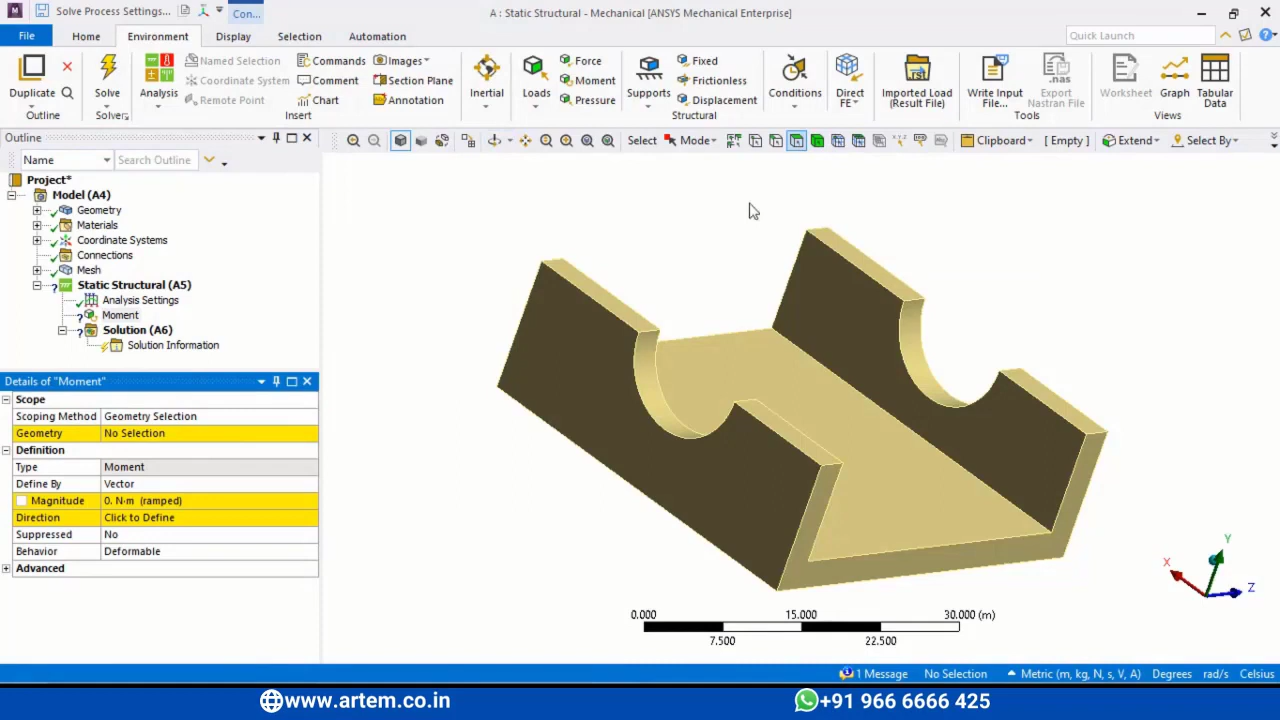 Solve Process Settings...
Con...
A : Static Structural - Mechanical [ANSYS Mechanical Enterprise]
File
Home
Environment
Display
Selection
Automation
Quick Launch
Duplicate
Outline
Solve
Solver
Analysis
Named Selection
Coordinate System
Remote Point
Commands
Comment
Chart
Images
Section Plane
Annotation
Insert
Inertial
Loads
Force
Moment
Pressure
Supports
Fixed
Frictionless
Displacement
Structural
Conditions
Direct
FE
Imported Load
(Result File)
Write Input
File...
Export
Nastran File
Tools
Worksheet
Graph
Tabular
Data
Views
Outline
Select
Mode
Clipboard
[ Empty ]
Extend
Select By
Name
Search Outline
Project*
Model (A4)
Geometry
Materials
Coordinate Systems
Connections
Mesh
Static Structural (A5)
Analysis Settings
Moment
Solution (A6)
Solution Information
Details of "Moment"
Scope
Scoping Method Geometry Selection
Geometry No Selection
Definition
Type Moment
Define By Vector
Magnitude 0. N·m (ramped)
Direction Click to Define
Suppressed No
Behavior Deformable
Advanced
Y
X
Z
0.000 15.000 30.000 (m)
7.500 22.500
1 Message No Selection Metric (m, kg, N, s, V, A) Degrees rad/s Celsius
www.artem.co.in
+91 966 6666 425